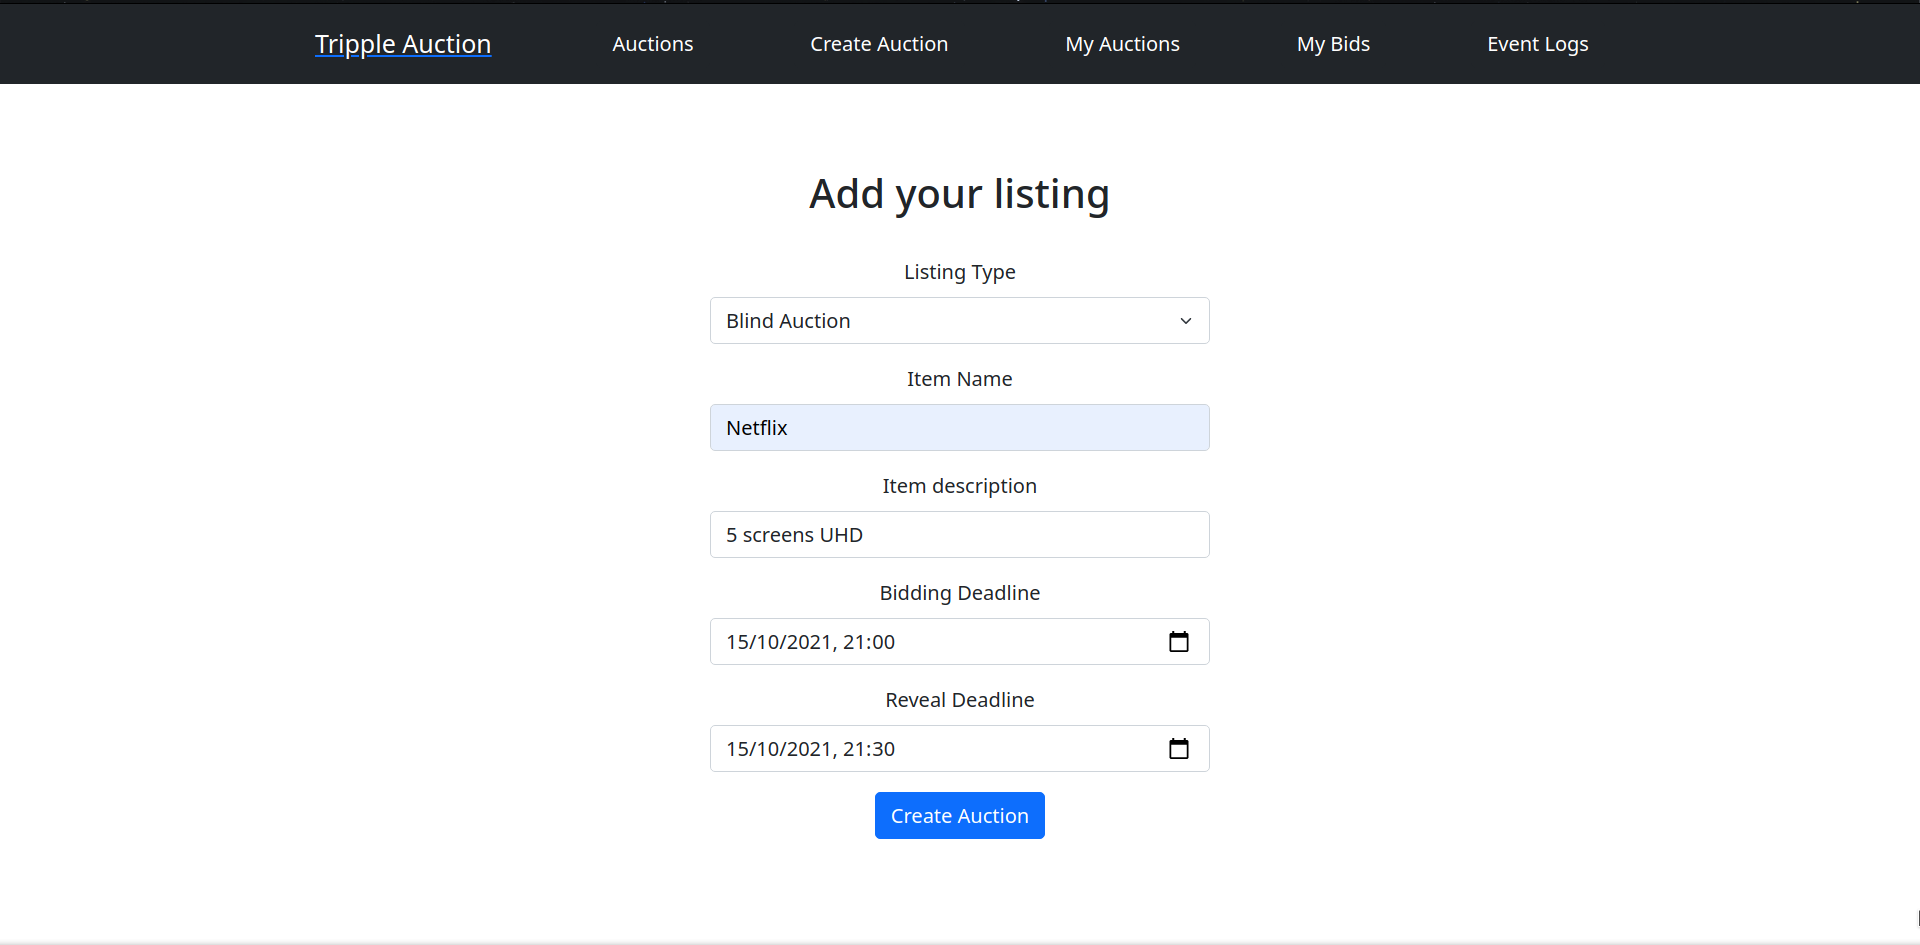 Tripple Auction Auctions Create Auction My Auctions My Bids Event Logs
Add your listing
Listing Type
Blind Auction
Item Name
Netflix
Item description
5 screens UHD
Bidding Deadline
15/10/2021, 21:00
Reveal Deadline
15/10/2021, 21:30
Create Auction